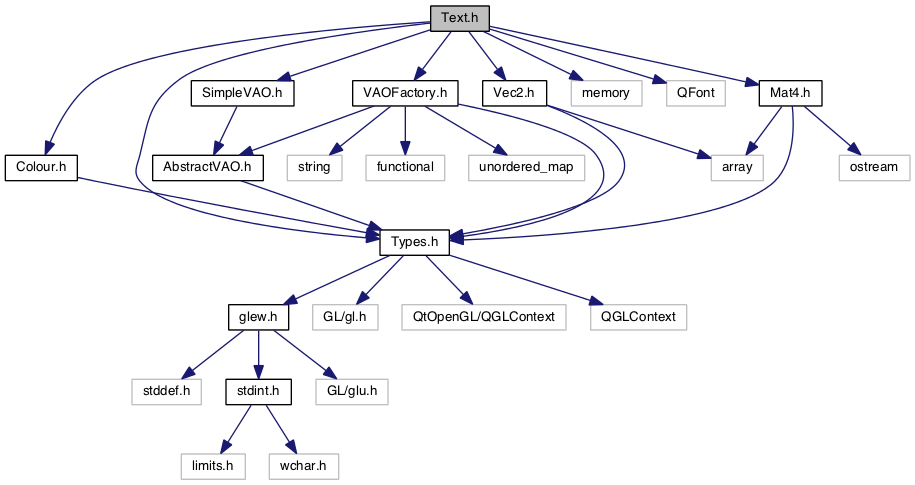 Text.h
SimpleVAO.h
VAOFactory.h
Vec2.h
memory
QFont
Mat4.h
Colour.h
AbstractVAO.h
string
functional
unordered_map
array
ostream
Types.h
glew.h
GL/gl.h
QtOpenGL/QGLContext
QGLContext
stddef.h
stdint.h
GL/glu.h
limits.h
wchar.h